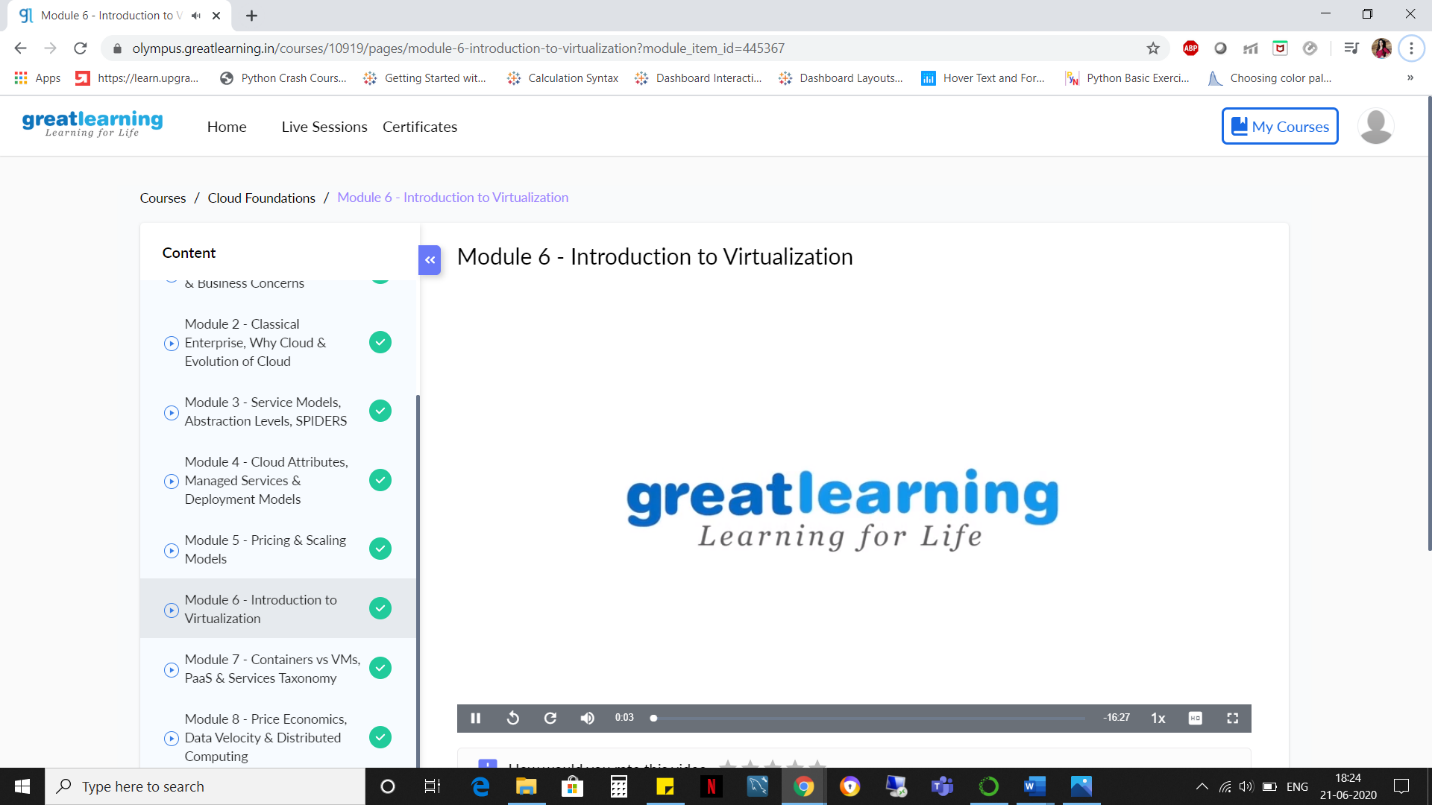 Module 6 - Introduction to V
olympus.greatlearning.in/courses/10919/pages/module-6-introduction-to-virtualization?module_item_id=445367
ABP
Apps
https://learn.upgra...
Python Crash Cours...
Getting Started wit...
Calculation Syntax
Dashboard Interacti...
Dashboard Layouts...
Hover Text and For...
Python Basic Exerci...
Choosing color pal...
»
greatlearning
Learning for Life
Home
Live Sessions
Certificates
My Courses
Courses / Cloud Foundations / Module 6 - Introduction to Virtualization
Content
& Business Concerns
Module 2 - Classical
Enterprise, Why Cloud &
Evolution of Cloud
Module 3 - Service Models,
Abstraction Levels, SPIDERS
Module 4 - Cloud Attributes,
Managed Services &
Deployment Models
Module 5 - Pricing & Scaling
Models
Module 6 - Introduction to
Virtualization
Module 7 - Containers vs VMs,
PaaS & Services Taxonomy
Module 8 - Price Economics,
Data Velocity & Distributed
Computing
Module 6 - Introduction to Virtualization
greatlearning
Learning for Life
0:03
-16:27
1x
HD
How would you rate this video
Type here to search
ENG
18:24
21-06-2020